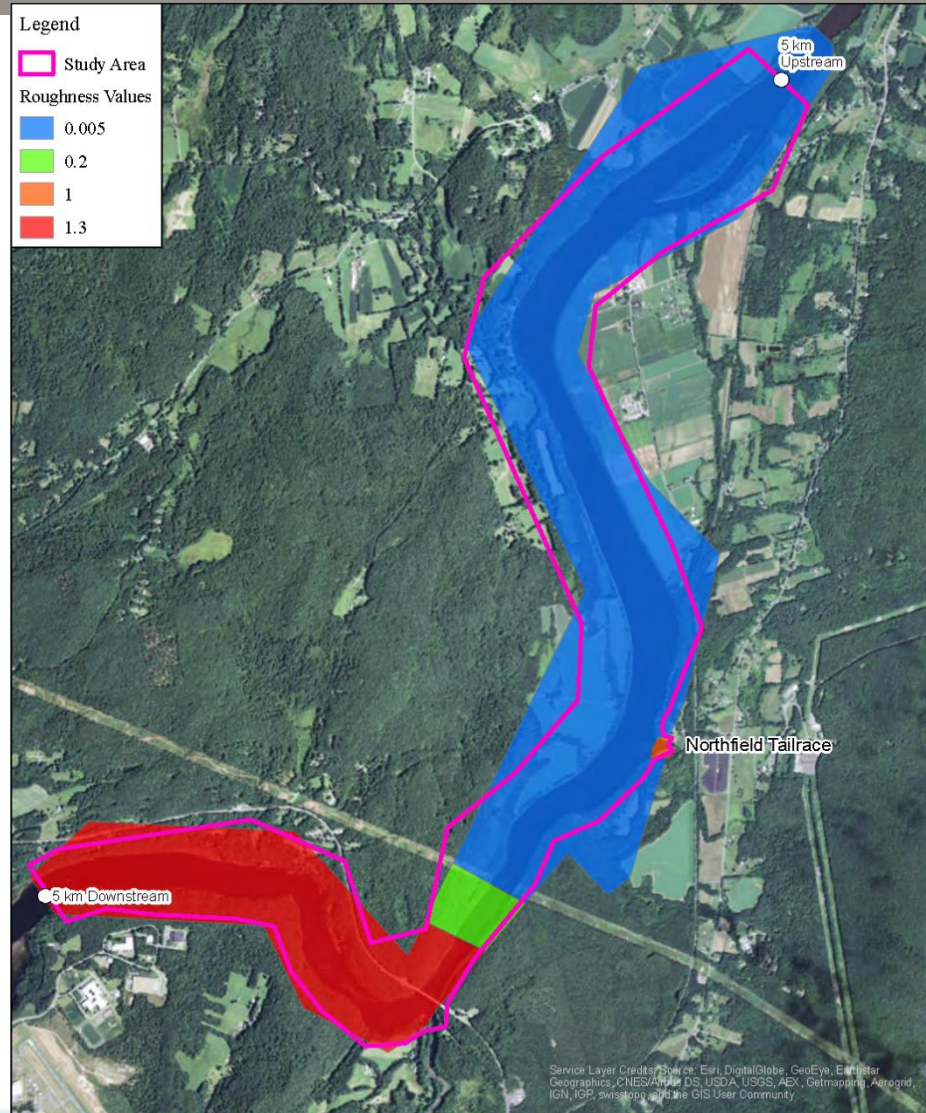 Legend
Study Area
Roughness Values
0.005
0.2
1
1.3
5 km
Upstream
Northfield Tailrace
5 km Downstream
Service Layer Credits: Source: Esri, DigitalGlobe, GeoEye, Earthstar
Geographics, CNES/Airbus DS, USDA, USGS, AEX, Getmapping, Aerogrid,
IGN, IGP, swisstopo, and the GIS User Community